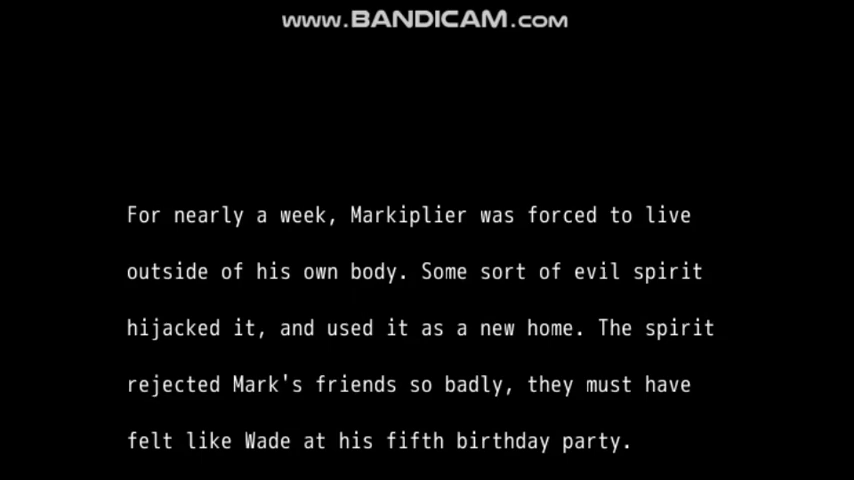 www.BANDICAM.com
For nearly a week, Markiplier was forced to live
outside of his own body. Some sort of evil spirit
hijacked it, and used it as a new home. The spirit
rejected Mark's friends so badly, they must have
felt like Wade at his fifth birthday party.